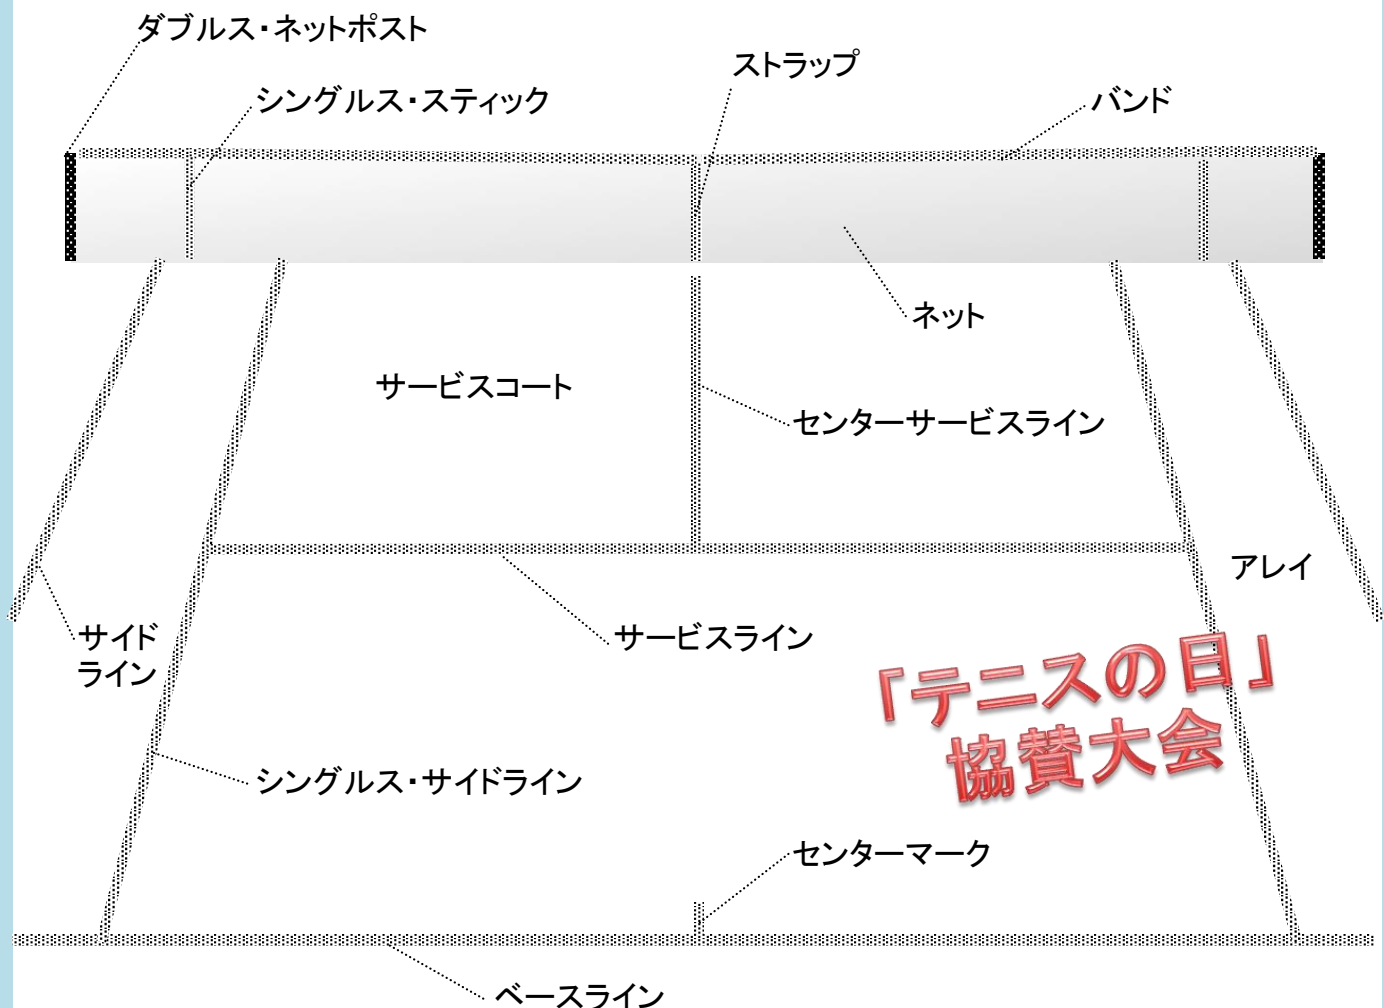 ダブルス・ネットポスト
ストラップ
シングルス・スティック
バンド
ネット
サービスコート
センターサービスライン
アレイ
サイド
ライン
サービスライン
「テニスの日」
協賛大会
シングルス・サイドライン
センターマーク
ベースライン